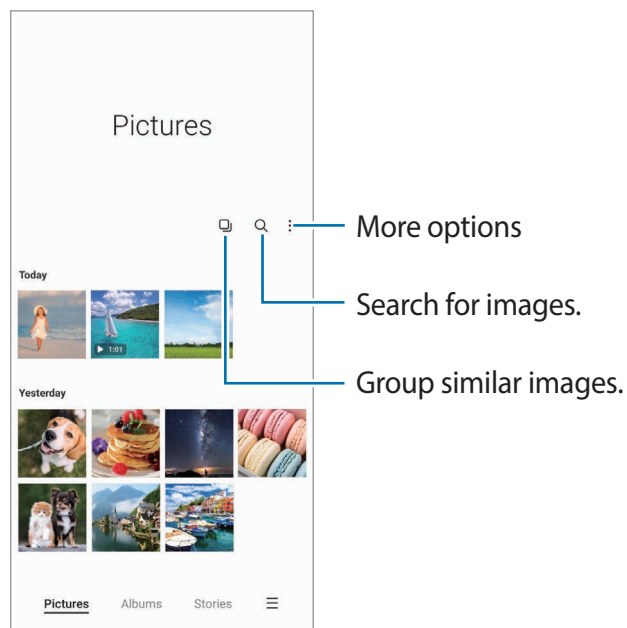 Pictures
More options
Today
Search for images.
1:01
Group similar images.
Yesterday
Pictures Albums Stories